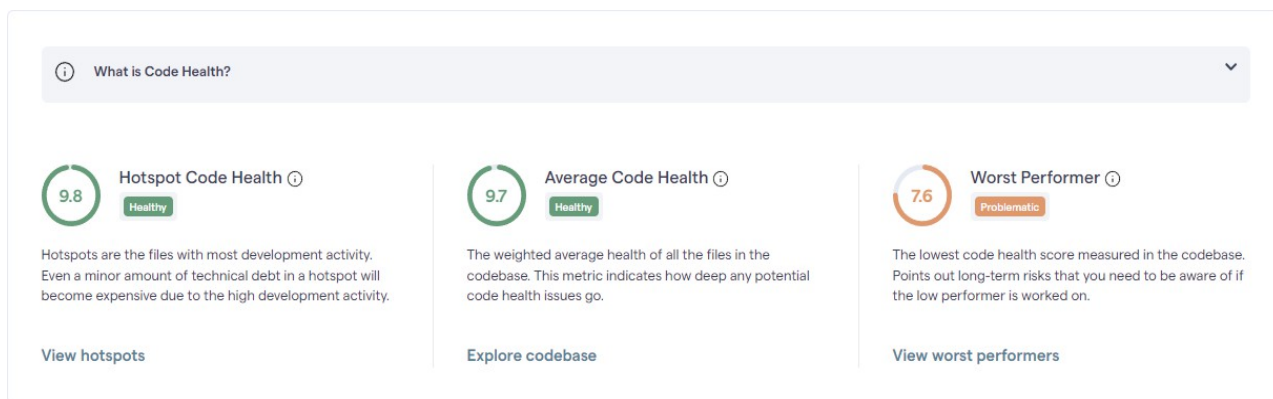 What is Code Health?
9.8
Hotspot Code Health
Healthy
Hotspots are the files with most development activity.
Even a minor amount of technical debt in a hotspot will
become expensive due to the high development activity.
View hotspots
9.7
Average Code Health
Healthy
The weighted average health of all the files in the
codebase. This metric indicates how deep any potential
code health issues go.
Explore codebase
7.6
Worst Performer
Problematic
The lowest code health score measured in the codebase.
Points out long-term risks that you need to be aware of if
the low performer is worked on.
View worst performers